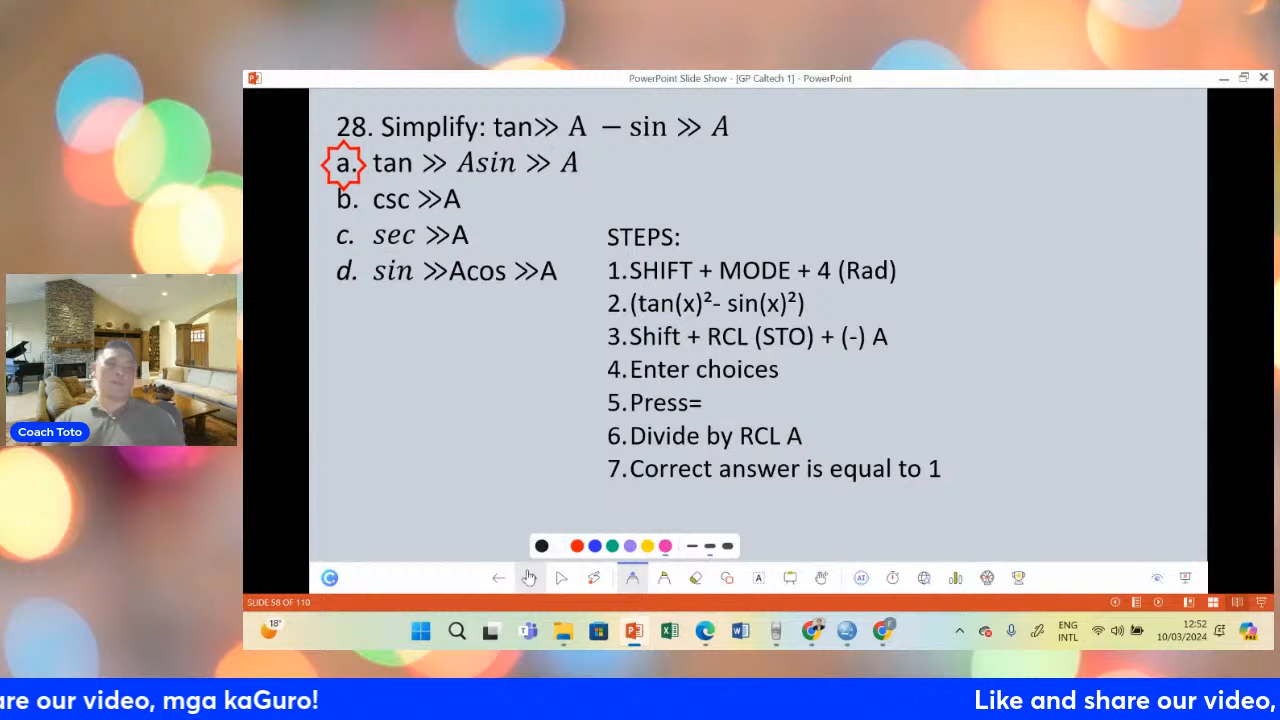 PowerPoint Slide Show - [GP Caltech 1] - PowerPoint
28. Simplify: tan≫ A − sin ≫ A
a. tan ≫ Asin ≫ A
b. csc ≫A
c. sec ≫A
d. sin ≫Acos ≫A
STEPS:
1.SHIFT + MODE + 4 (Rad)
2.(tan(x)²- sin(x)²)
3.Shift + RCL (STO) + (-) A
4.Enter choices
5.Press=
6.Divide by RCL A
7.Correct answer is equal to 1
Coach Toto
AI
SLIDE 58 OF 110
18°
ENG
INTL
12:52
10/03/2024
are our video, mga kaGuro!
Like and share our video,